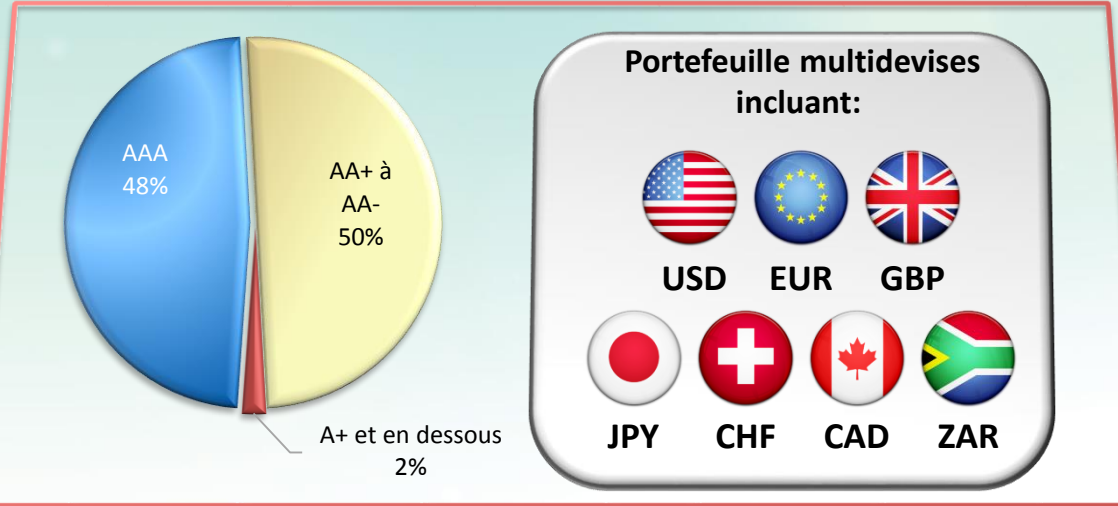 AAA
48%
AA+ à
AA-
50%
A+ et en dessous
2%
Portefeuille multidevises
incluant:
USD EUR GBP
JPY CHF CAD ZAR